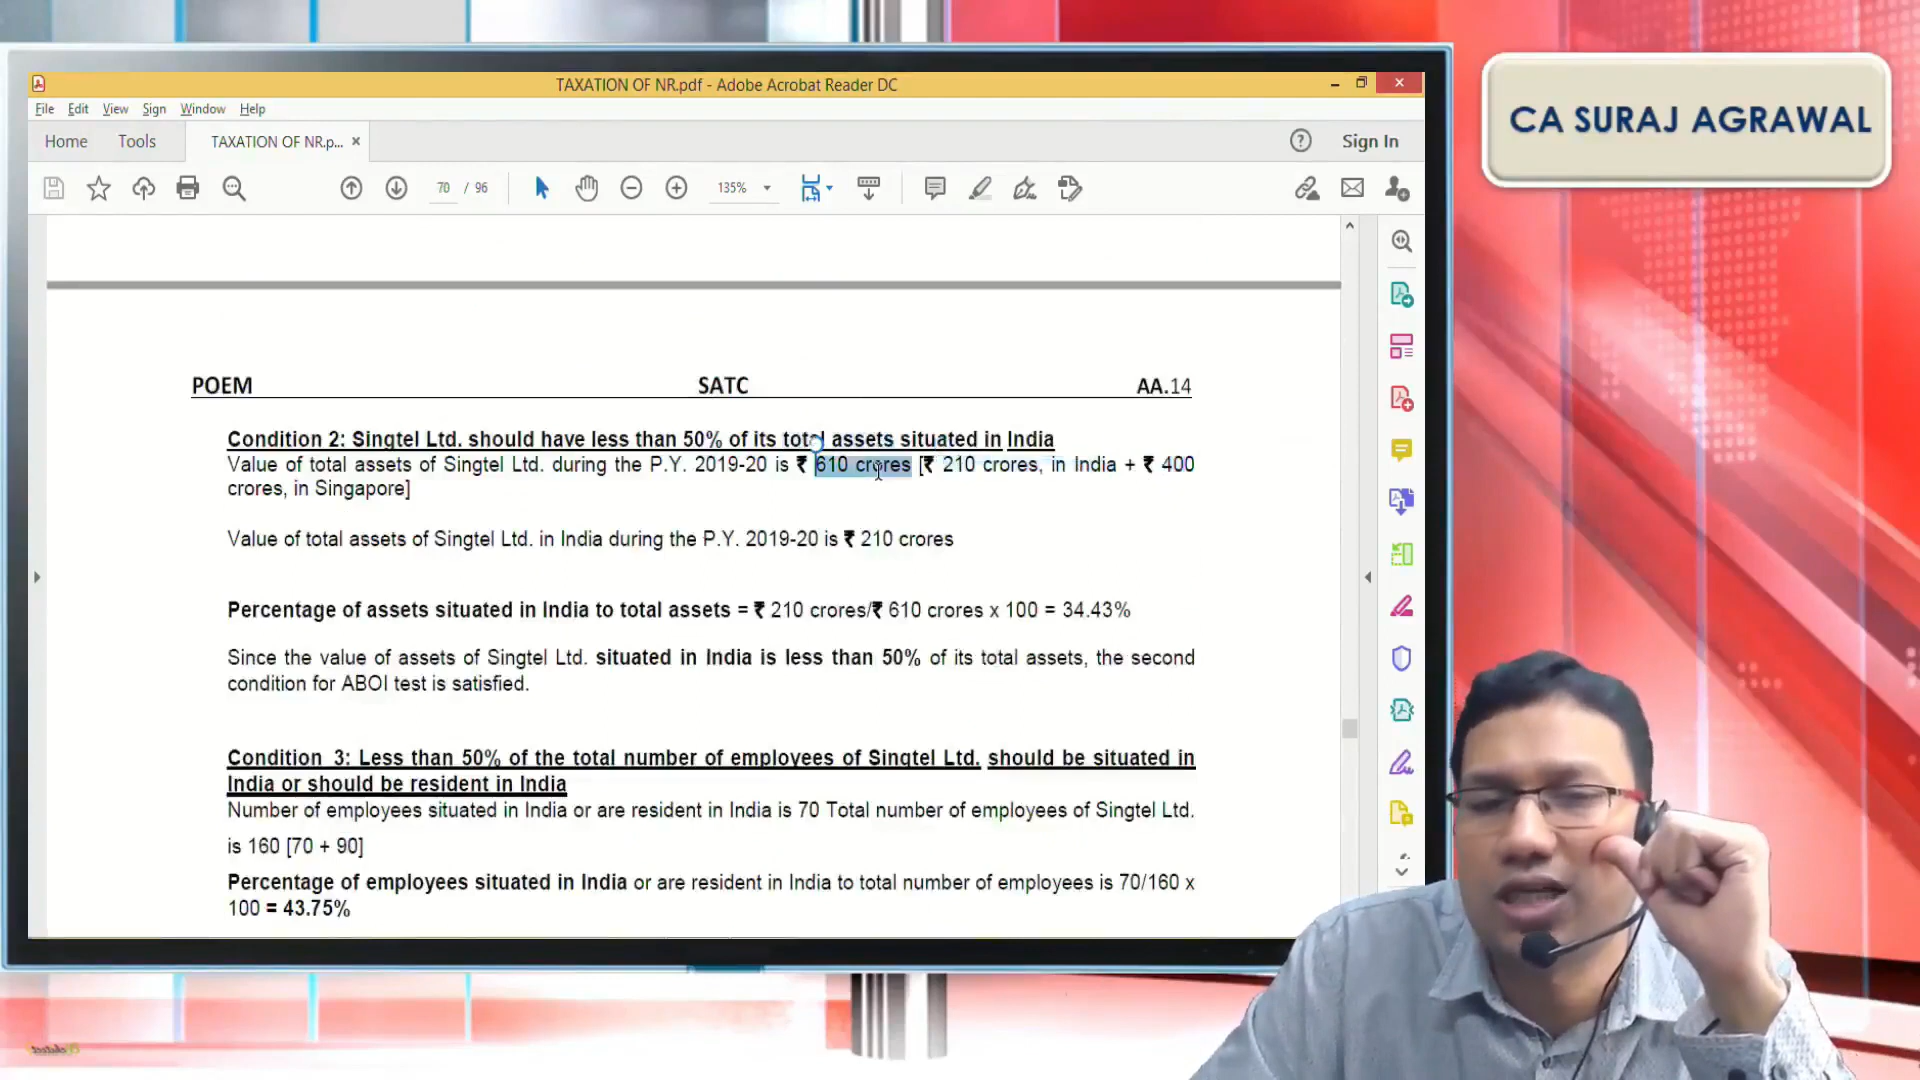 CA SURAJ AGRAWAL
TAXATION OF NR.pdf - Adobe Acrobat Reader DC
File Edit View Sign Window Help
Home Tools TAXATION OF NR.p... × Sign In
70 / 96 135%
POEM SATC AA.14
Condition 2: Singtel Ltd. should have less than 50% of its total assets situated in India
Value of total assets of Singtel Ltd. during the P.Y. 2019-20 is ₹ 610 crores [₹ 210 crores, in India + ₹ 400
crores, in Singapore]
Value of total assets of Singtel Ltd. in India during the P.Y. 2019-20 is ₹ 210 crores
Percentage of assets situated in India to total assets = ₹ 210 crores/₹ 610 crores x 100 = 34.43%
Since the value of assets of Singtel Ltd. situated in India is less than 50% of its total assets, the second
condition for ABOI test is satisfied.
Condition 3: Less than 50% of the total number of employees of Singtel Ltd. should be situated in
India or should be resident in India
Number of employees situated in India or are resident in India is 70 Total number of employees of Singtel Ltd.
is 160 [70 + 90]
Percentage of employees situated in India or are resident in India to total number of employees is 70/160 x
100 = 43.75%